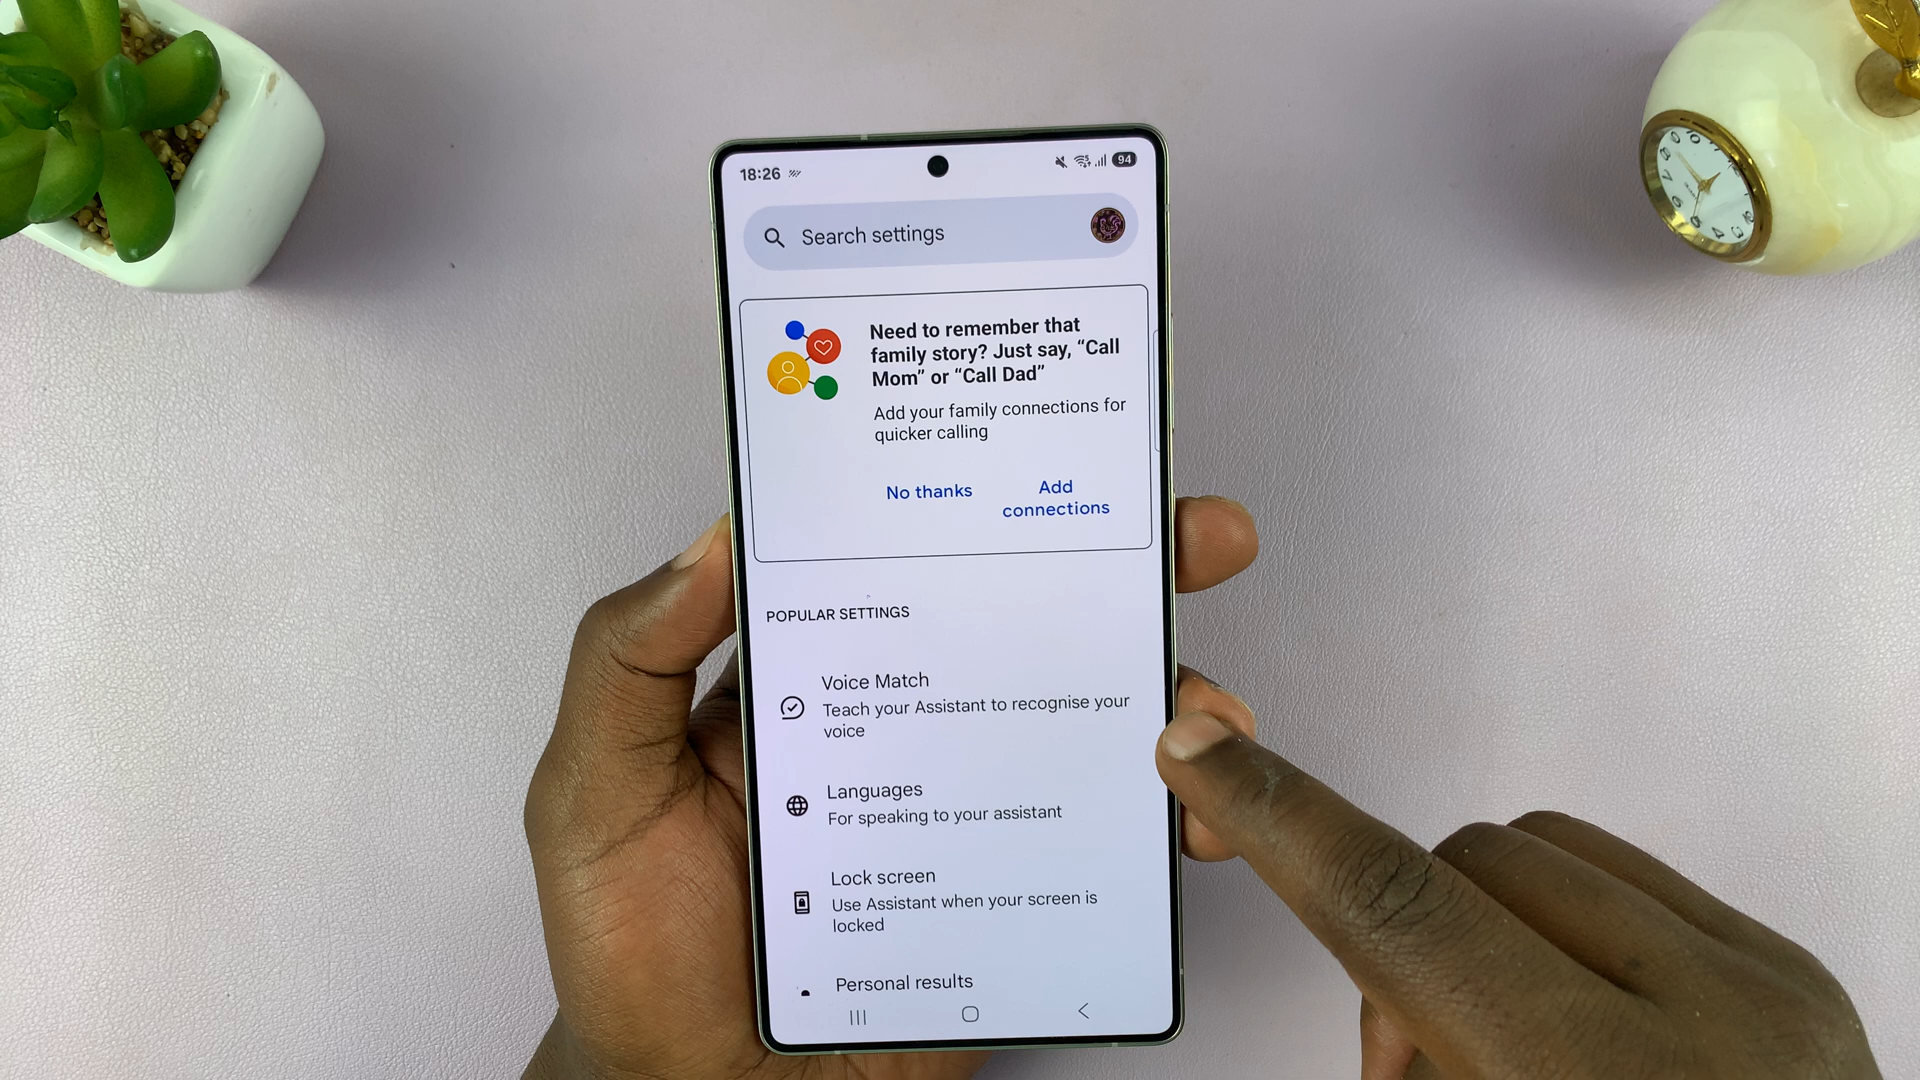 18:26
94
Search settings
Need to remember that
family story? Just say, “Call
Mom” or “Call Dad”
Add your family connections for
quicker calling
No thanks
Add
connections
POPULAR SETTINGS
Voice Match
Teach your Assistant to recognise your
voice
Languages
For speaking to your assistant
Lock screen
Use Assistant when your screen is
locked
Personal results